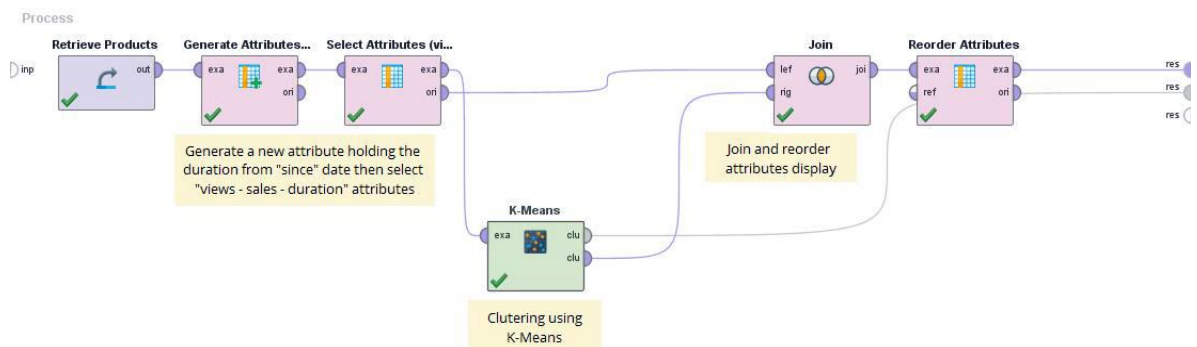 Process
inp
Retrieve Products
out
Generate Attributes...
exa
exa
ori
Select Attributes (vi...
exa
exa
ori
Join
lef
joi
rig
Reorder Attributes
exa
exa
ref
ori
res
res
res
Generate a new attribute holding the
duration from "since" date then select
"views - sales - duration" attributes
Join and reorder
attributes display
K-Means
exa
clu
clu
Clutering using
K-Means